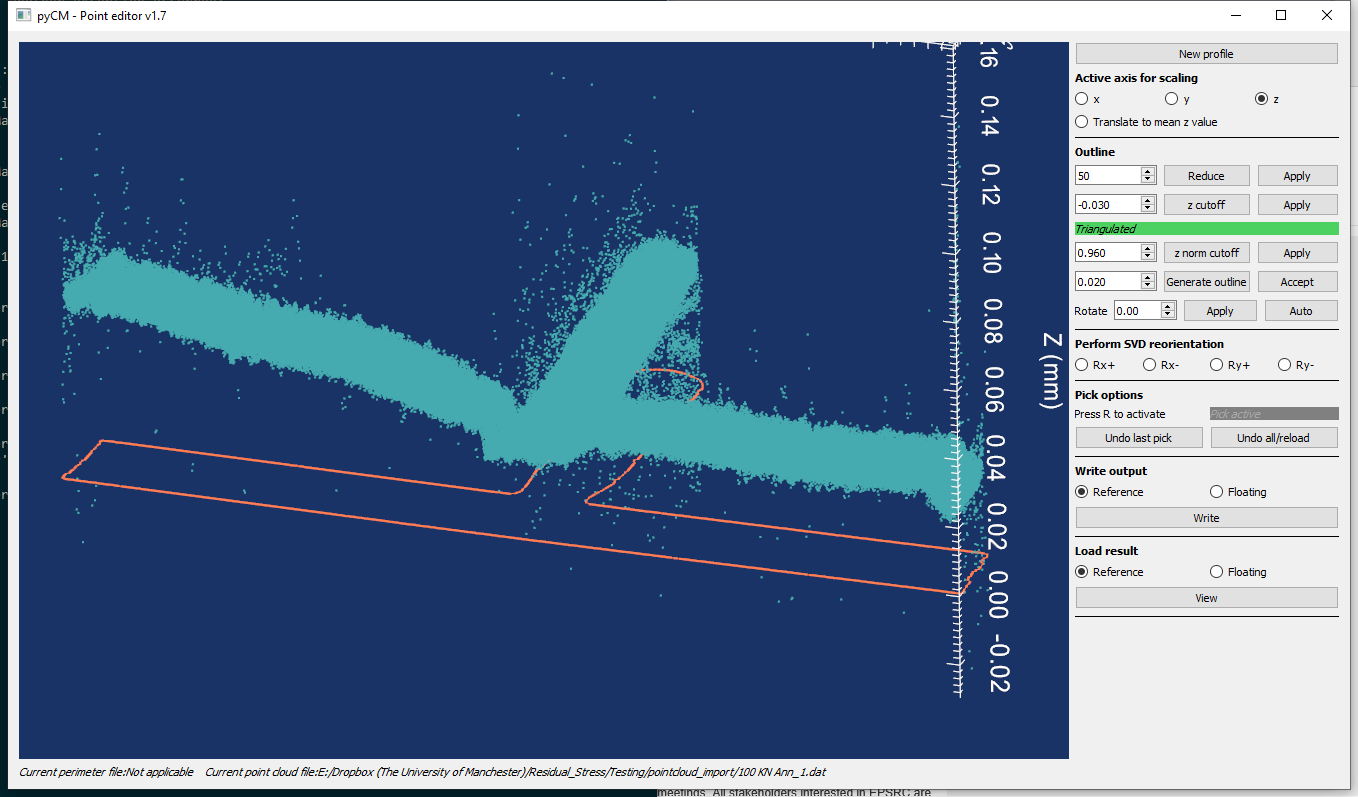 pyCM - Point editor v1.7
New profile
Active axis for scaling
x y z
Translate to mean z value
Outline
50 Reduce Apply
-0.030 z cutoff Apply
Triangulated
0.960 z norm cutoff Apply
0.020 Generate outline Accept
Rotate 0.00 Apply Auto
Perform SVD reorientation
Rx+ Rx- Ry+ Ry-
Pick options
Press R to activate Pick active
Undo last pick Undo all/reload
Write output
Reference Floating
Write
Load result
Reference Floating
View
16
0.14
0.12
0.10
0.08
0.06
0.04
0.02
0.00
-0.02
Z (mm)
Current perimeter file:Not applicable Current point cloud file:E:/Dropbox (The University of Manchester)/Residual_Stress/Testing/pointcloud_import/100 KN Ann_1.dat
meetings. All stakeholders interested in EPSRC are